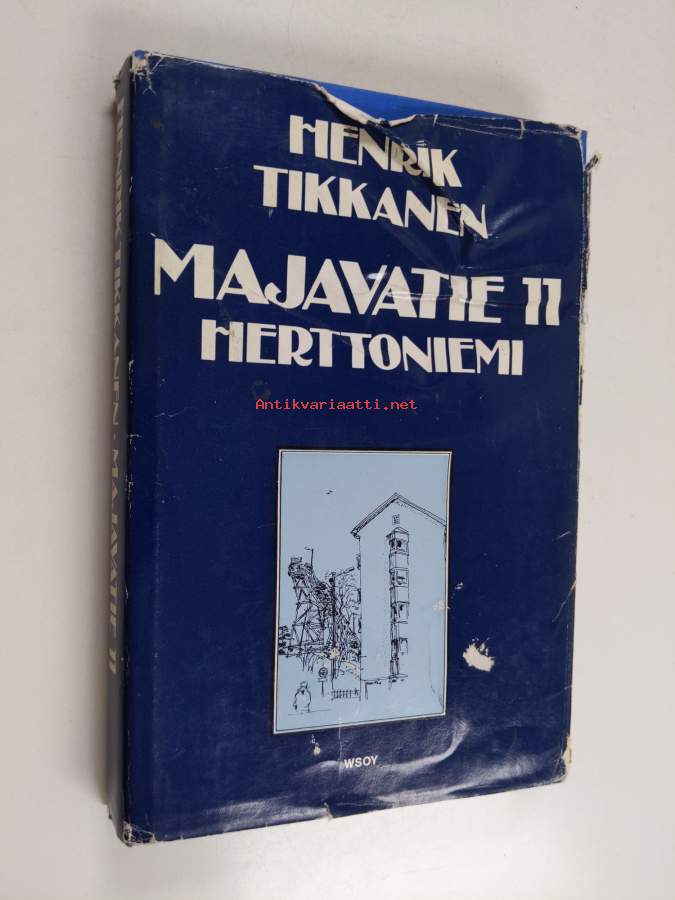 HENRIK
TIKKANEN
MAJAVATIE 11
HERTTONIEMI
Antikvariaatti.net
WSOY
HENRIK TIKKANEN · MAJAVATIE 11